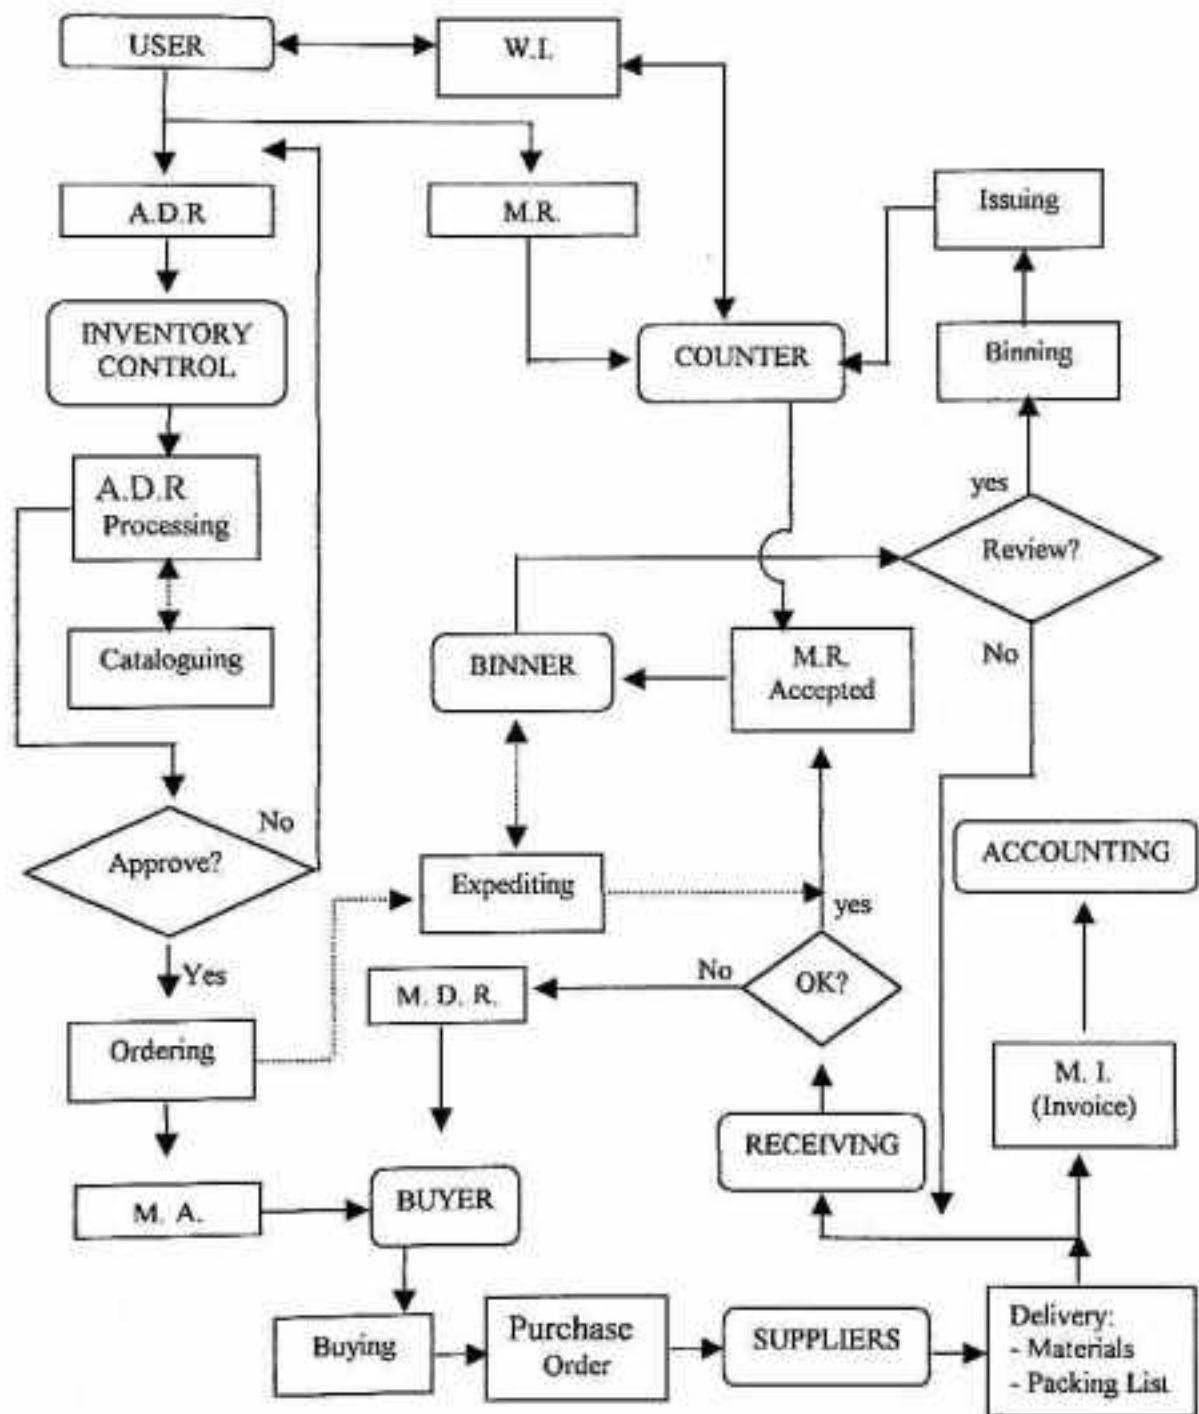 USER
W.I.
A.D.R
M.R.
Issuing
INVENTORY
CONTROL
COUNTER
Binning
A.D.R
Processing
yes
Review?
Cataloguing
BINNER
M.R.
Accepted
No
Approve?
No
Expediting
ACCOUNTING
yes
Yes
M. D. R.
No
OK?
Ordering
M. I.
(Invoice)
RECEIVING
M. A.
BUYER
Buying
Purchase
Order
SUPPLIERS
Delivery:
- Materials
- Packing List